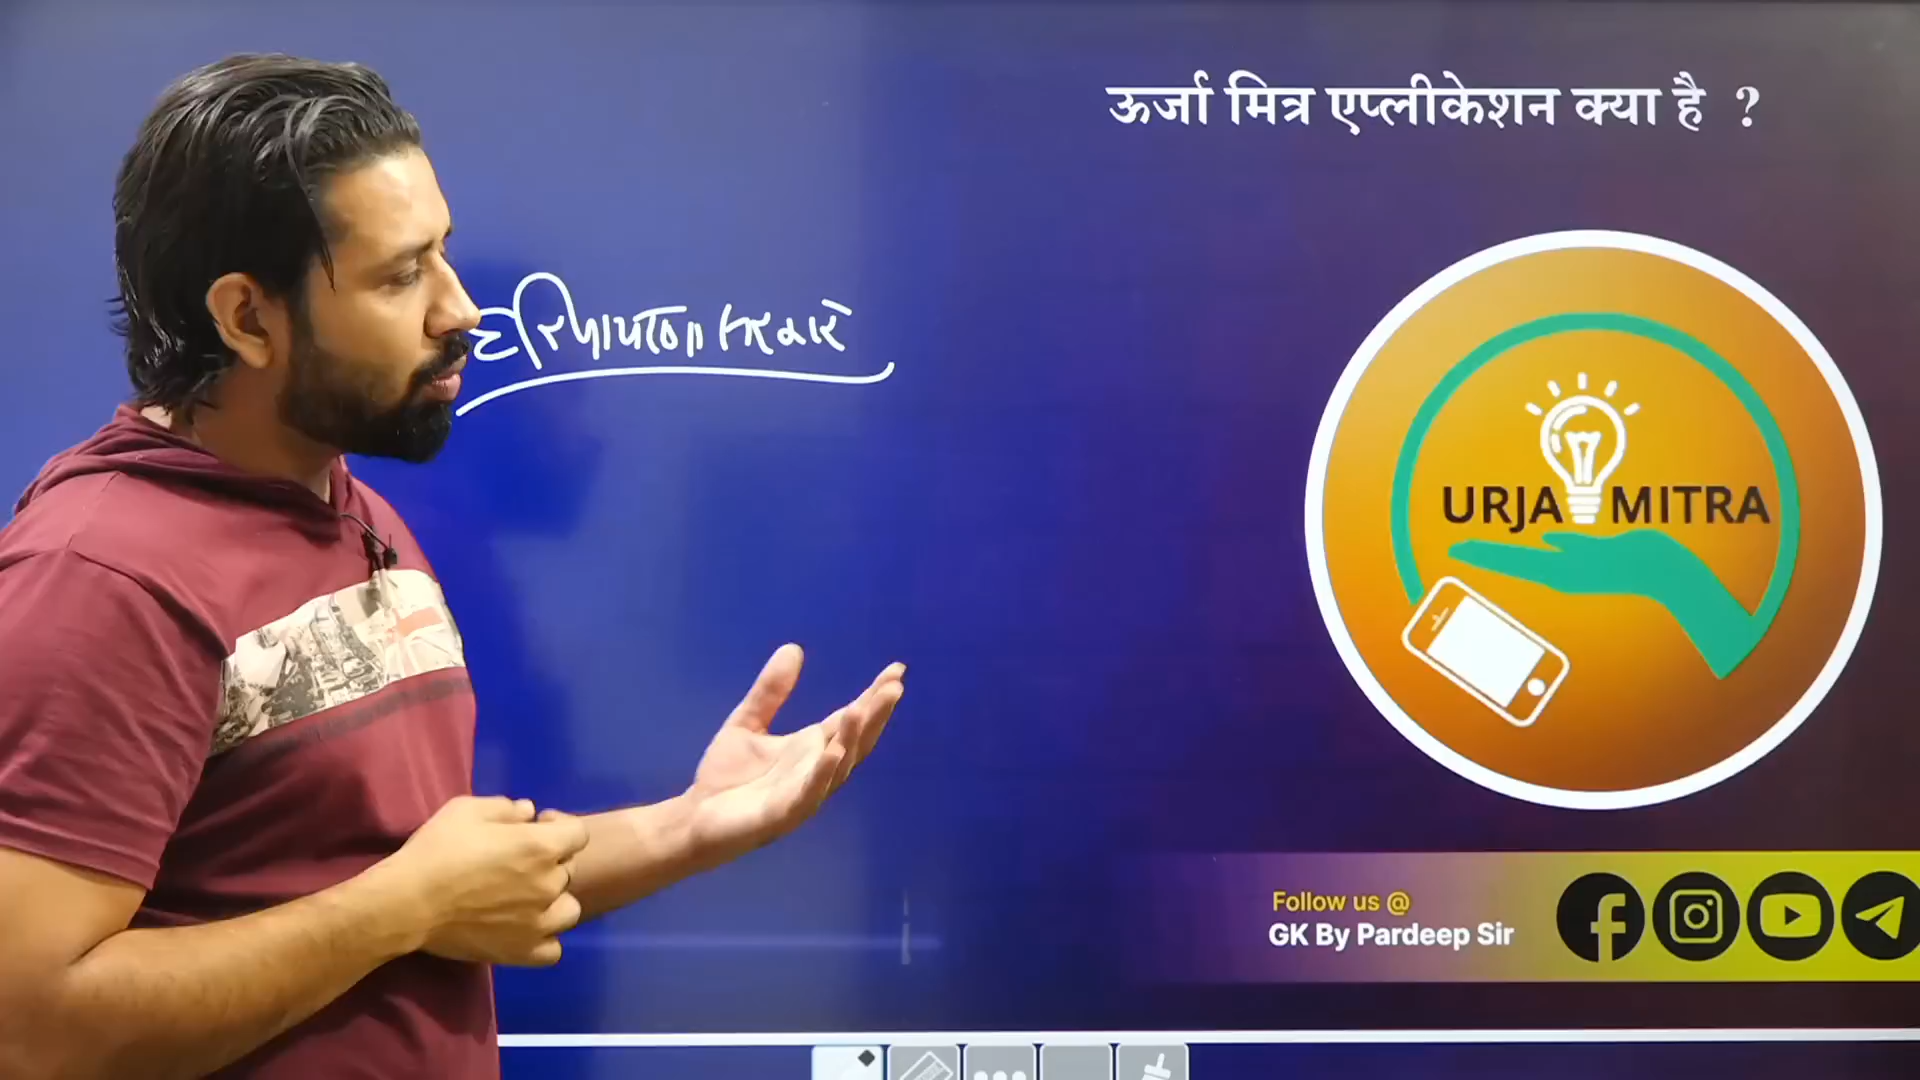 ऊर्जा मित्र एप्लीकेशन क्या है ?
हरियाणा सरकार
URJA MITRA
Follow us @
GK By Pardeep Sir